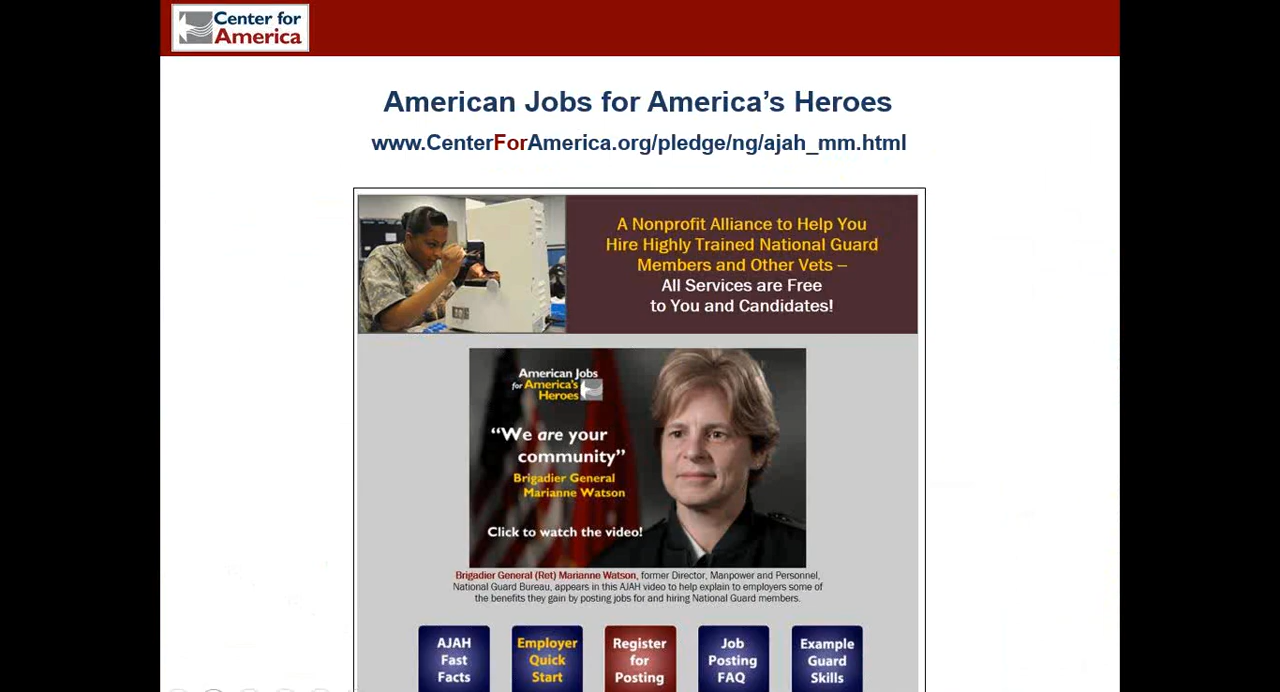 Center for
America
American Jobs for America's Heroes
www.CenterForAmerica.org/pledge/ng/ajah_mm.html
A Nonprofit Alliance to Help You
Hire Highly Trained National Guard
Members and Other Vets –
All Services are Free
to You and Candidates!
American Jobs
for America's
Heroes
“We are your
community”
Brigadier General
Marianne Watson
Click to watch the video!
Brigadier General (Ret) Marianne Watson, former Director, Manpower and Personnel,
National Guard Bureau, appears in this AJAH video to help explain to employers some of
the benefits they gain by posting jobs for and hiring National Guard members.
AJAH
Fast
Facts
Employer
Quick
Start
Register
for
Posting
Job
Posting
FAQ
Example
Guard
Skills